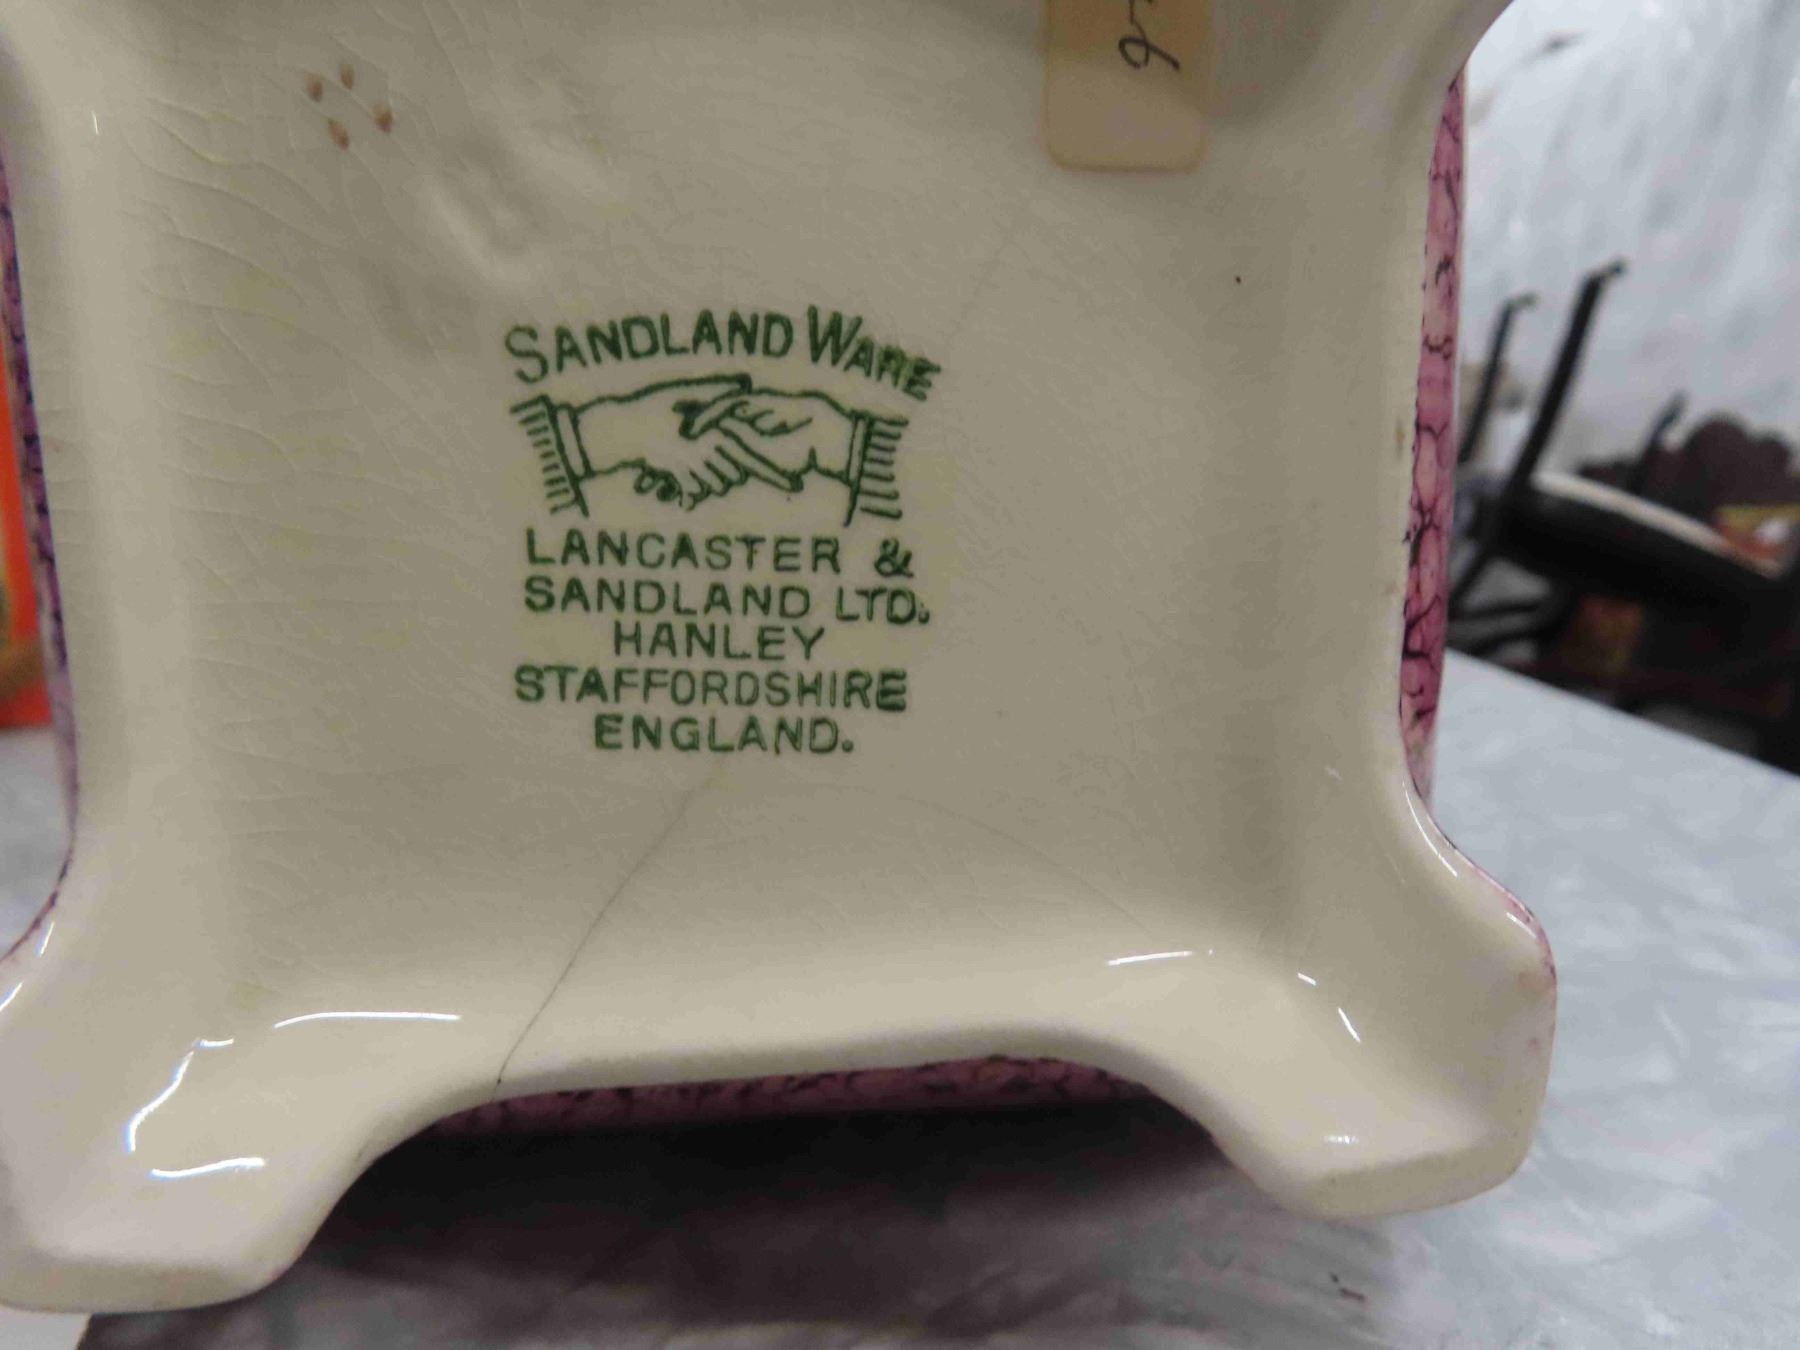 SANDLAND WARE
LANCASTER &
SANDLAND LTD.
HANLEY
STAFFORDSHIRE
ENGLAND.